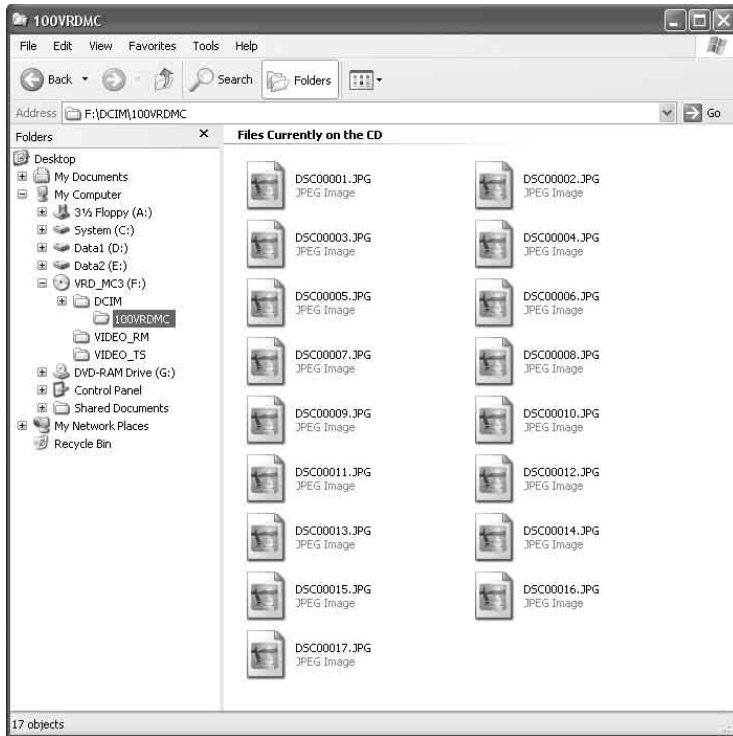 100VRDMC
File Edit View Favorites Tools Help
Back Search Folders
Address F:\DCIM\100VRDMC Go
Folders
Desktop
My Documents
My Computer
3½ Floppy (A:)
System (C:)
Data1 (D:)
Data2 (E:)
VRD_MC3 (F:)
DCIM
100VRDMC
VIDEO_RM
VIDEO_TS
DVD-RAM Drive (G:)
Control Panel
Shared Documents
My Network Places
Recycle Bin
Files Currently on the CD
DSC00001.JPG DSC00002.JPG
JPEG Image JPEG Image
DSC00003.JPG DSC00004.JPG
JPEG Image JPEG Image
DSC00005.JPG DSC00006.JPG
JPEG Image JPEG Image
DSC00007.JPG DSC00008.JPG
JPEG Image JPEG Image
DSC00009.JPG DSC00010.JPG
JPEG Image JPEG Image
DSC00011.JPG DSC00012.JPG
JPEG Image JPEG Image
DSC00013.JPG DSC00014.JPG
JPEG Image JPEG Image
DSC00015.JPG DSC00016.JPG
JPEG Image JPEG Image
DSC00017.JPG
JPEG Image
17 objects